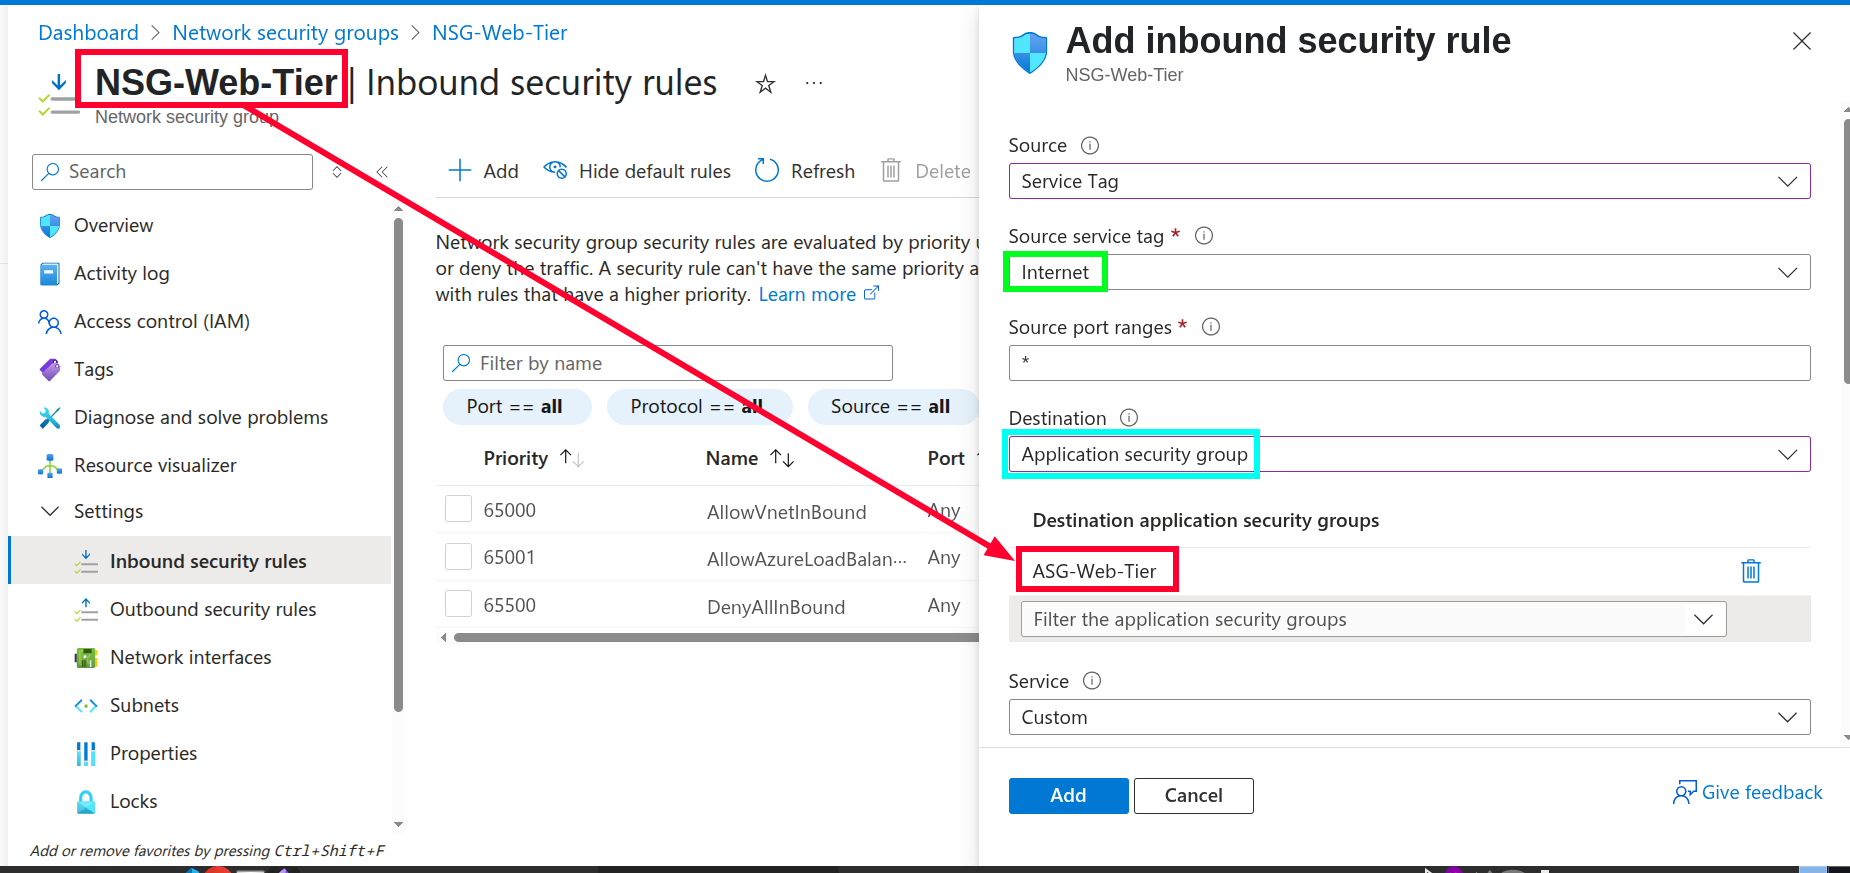 Dashboard > Network security groups > NSG-Web-Tier
NSG-Web-Tier | Inbound security rules
Network security group
Search
Overview
Activity log
Access control (IAM)
Tags
Diagnose and solve problems
Resource visualizer
Settings
Inbound security rules
Outbound security rules
Network interfaces
Subnets
Properties
Locks
Add or remove favorites by pressing Ctrl+Shift+F
Add Hide default rules Refresh Delete
Network security group security rules are evaluated by priority
or deny the traffic. A security rule can't have the same priority a
with rules that have a higher priority. Learn more
Filter by name
Port == all Protocol == all Source == all
Priority Name Port
65000 AllowVnetInBound Any
65001 AllowAzureLoadBalan... Any
65500 DenyAllInBound Any
Add inbound security rule
NSG-Web-Tier
Source
Service Tag
Source service tag *
Internet
Source port ranges *
*
Destination
Application security group
Destination application security groups
ASG-Web-Tier
Filter the application security groups
Service
Custom
Add Cancel
Give feedback